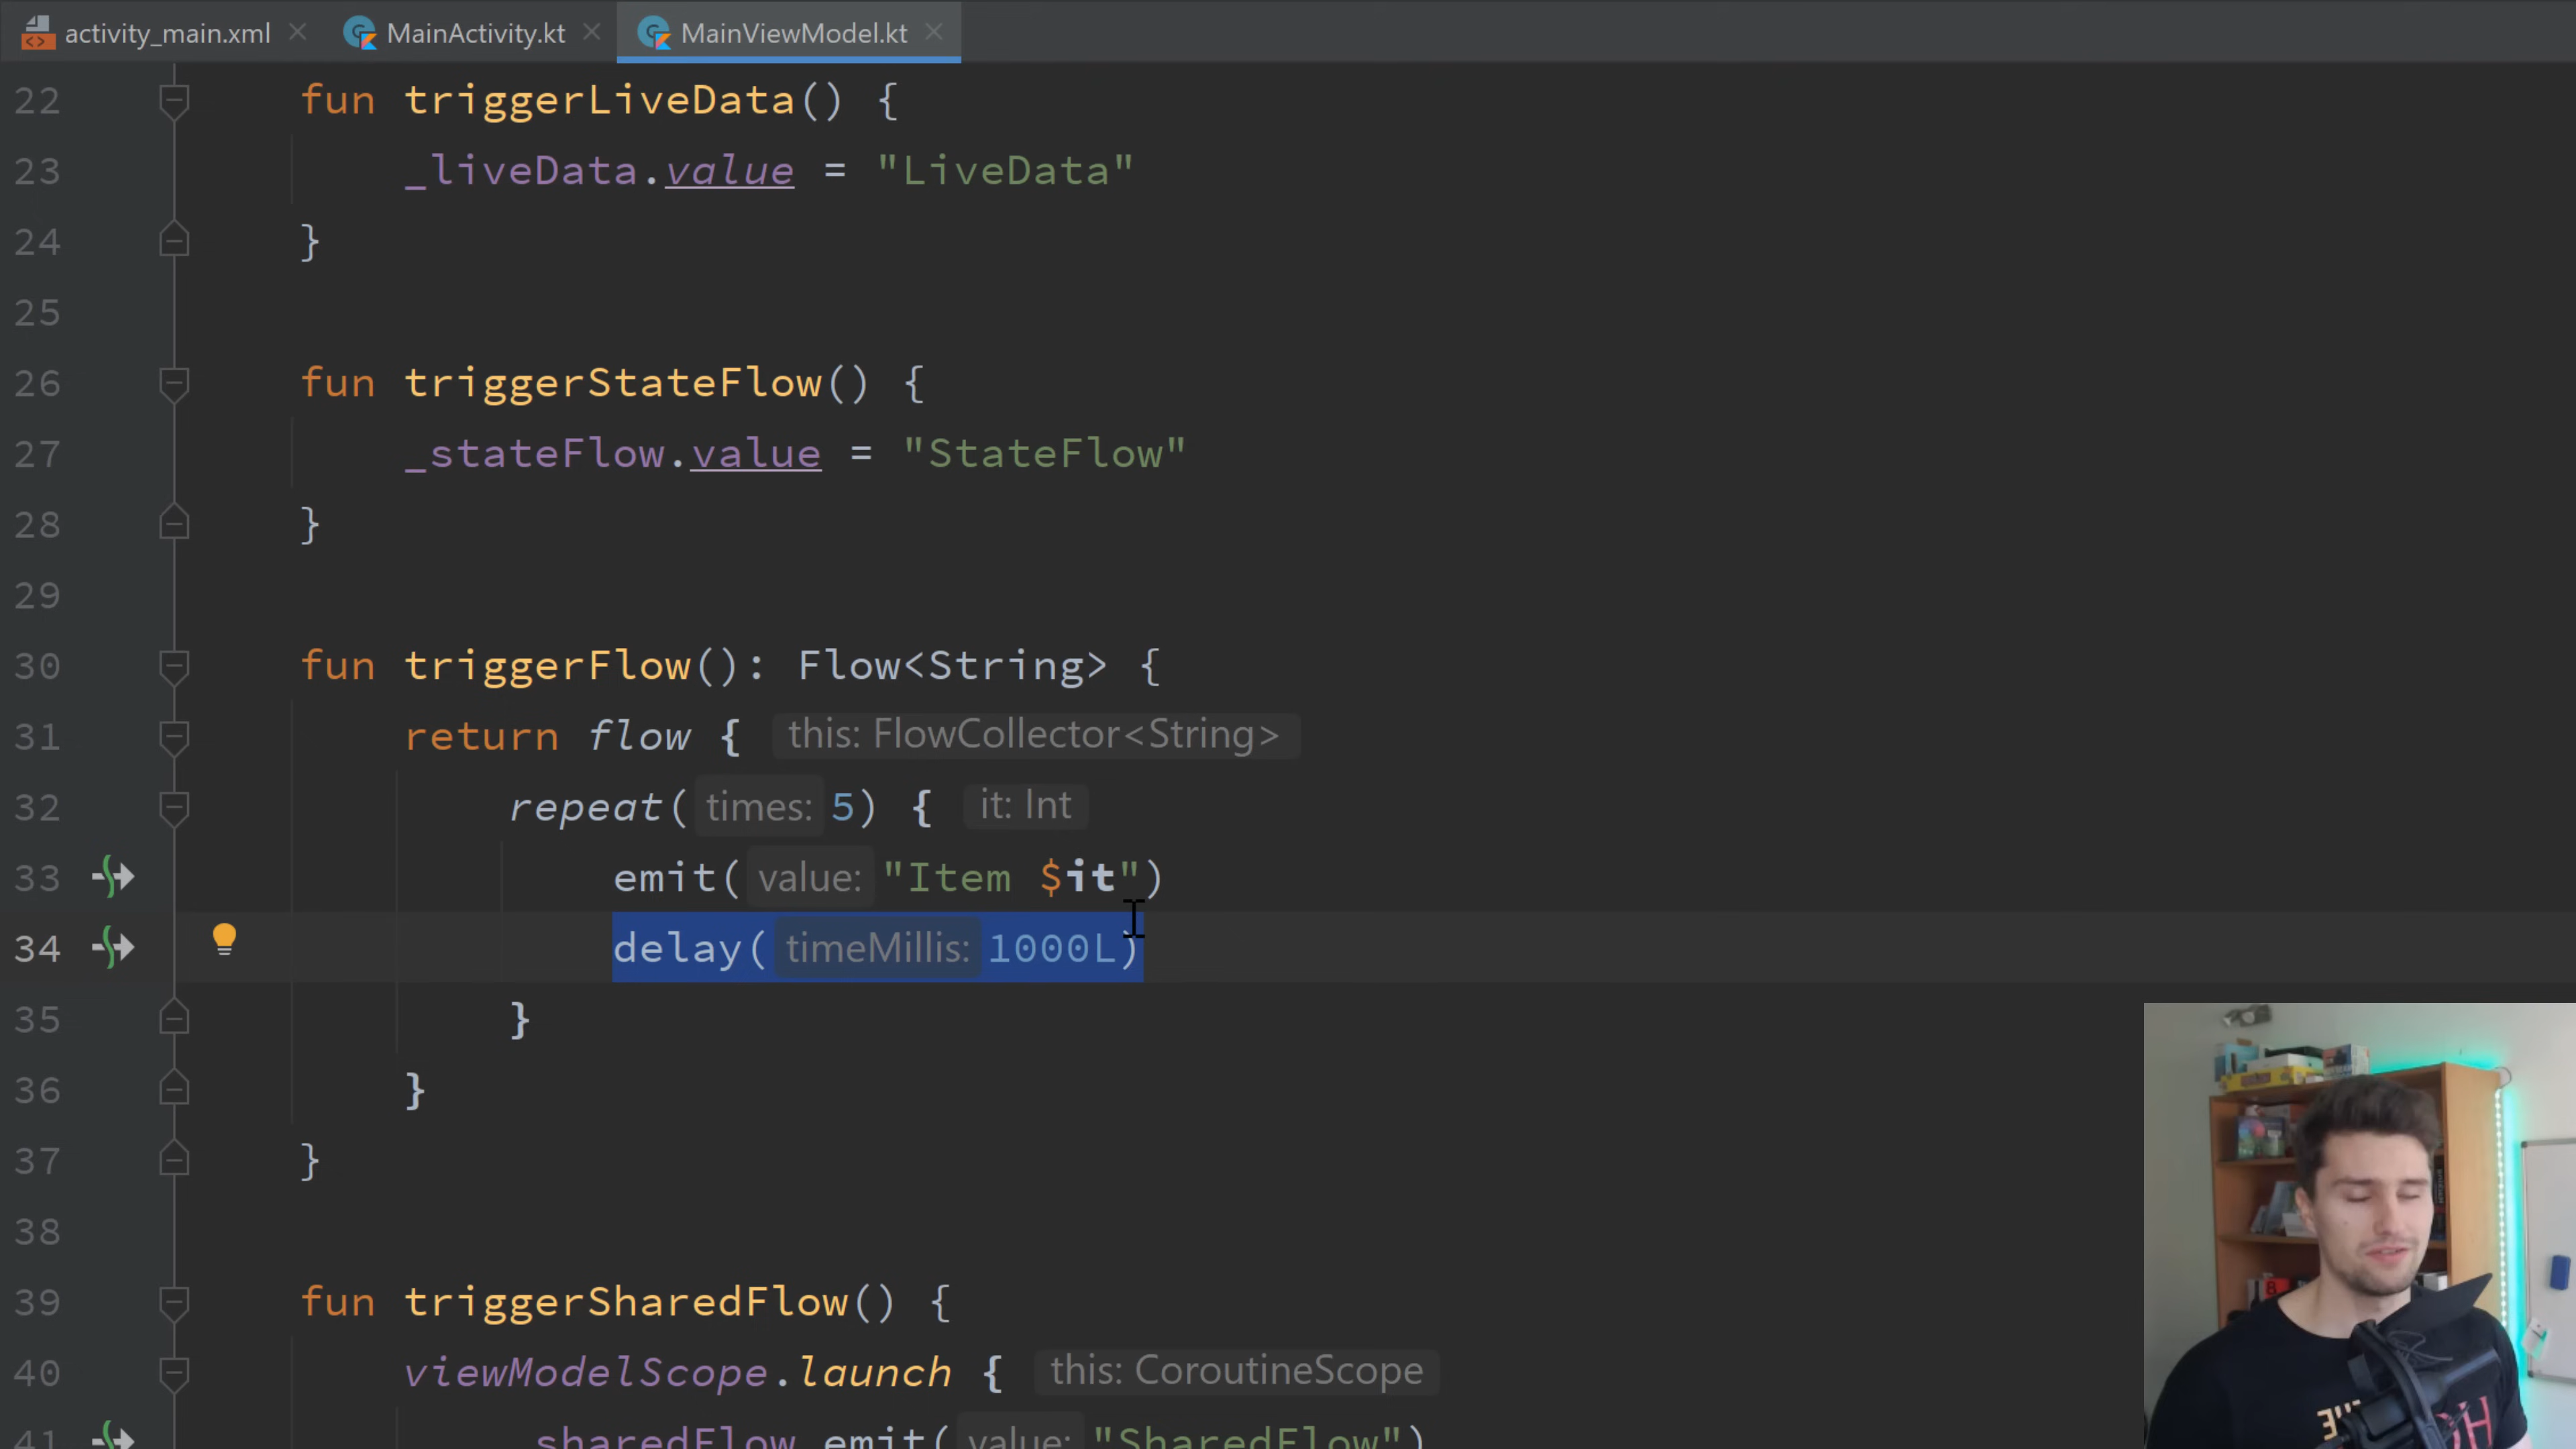 activity_main.xml MainActivity.kt MainViewModel.kt
22 fun triggerLiveData() {
23 _liveData.value = "LiveData"
24 }
25
26 fun triggerStateFlow() {
27 _stateFlow.value = "StateFlow"
28 }
29
30 fun triggerFlow(): Flow<String> {
31 return flow { this: FlowCollector<String>
32 repeat( times: 5) { it: Int
33 emit( value: "Item $it")
34 delay( timeMillis: 1000L)
35 }
36 }
37 }
38
39 fun triggerSharedFlow() {
40 viewModelScope.launch { this: CoroutineScope
41 _sharedFlow.emit( value: "SharedFlow")